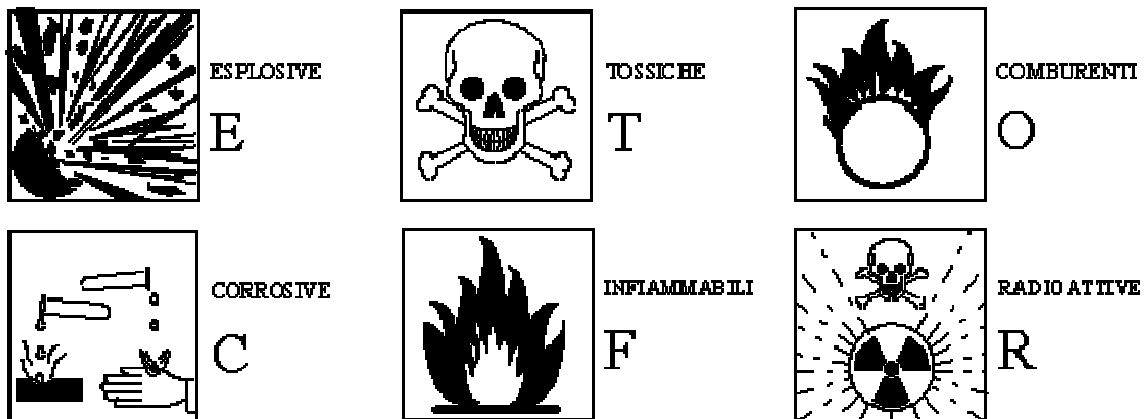 ESPLOSIVE
E
TOSSICHE
T
COMBURENTI
O
CORROSIVE
C
INFIAMMABILI
F
RADIOATTIVE
R